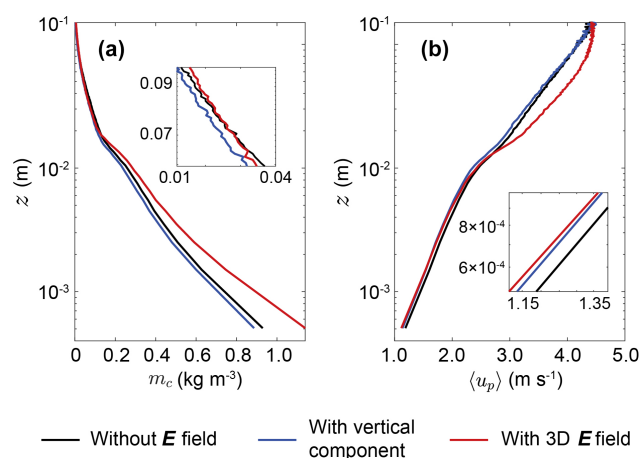 10⁻¹
10⁻²
10⁻³
z (m)
(a)
0.09
0.07
0.01 0.04
0 0.2 0.4 0.6 0.8 1.0
m_c (kg m⁻³)
10⁻¹
10⁻²
10⁻³
z (m)
(b)
8×10⁻⁴
6×10⁻⁴
1.15 1.35
1.0 2.0 3.0 4.0 5.0
⟨u_p⟩ (m s⁻¹)
Without E field
With vertical
component
With 3D E field